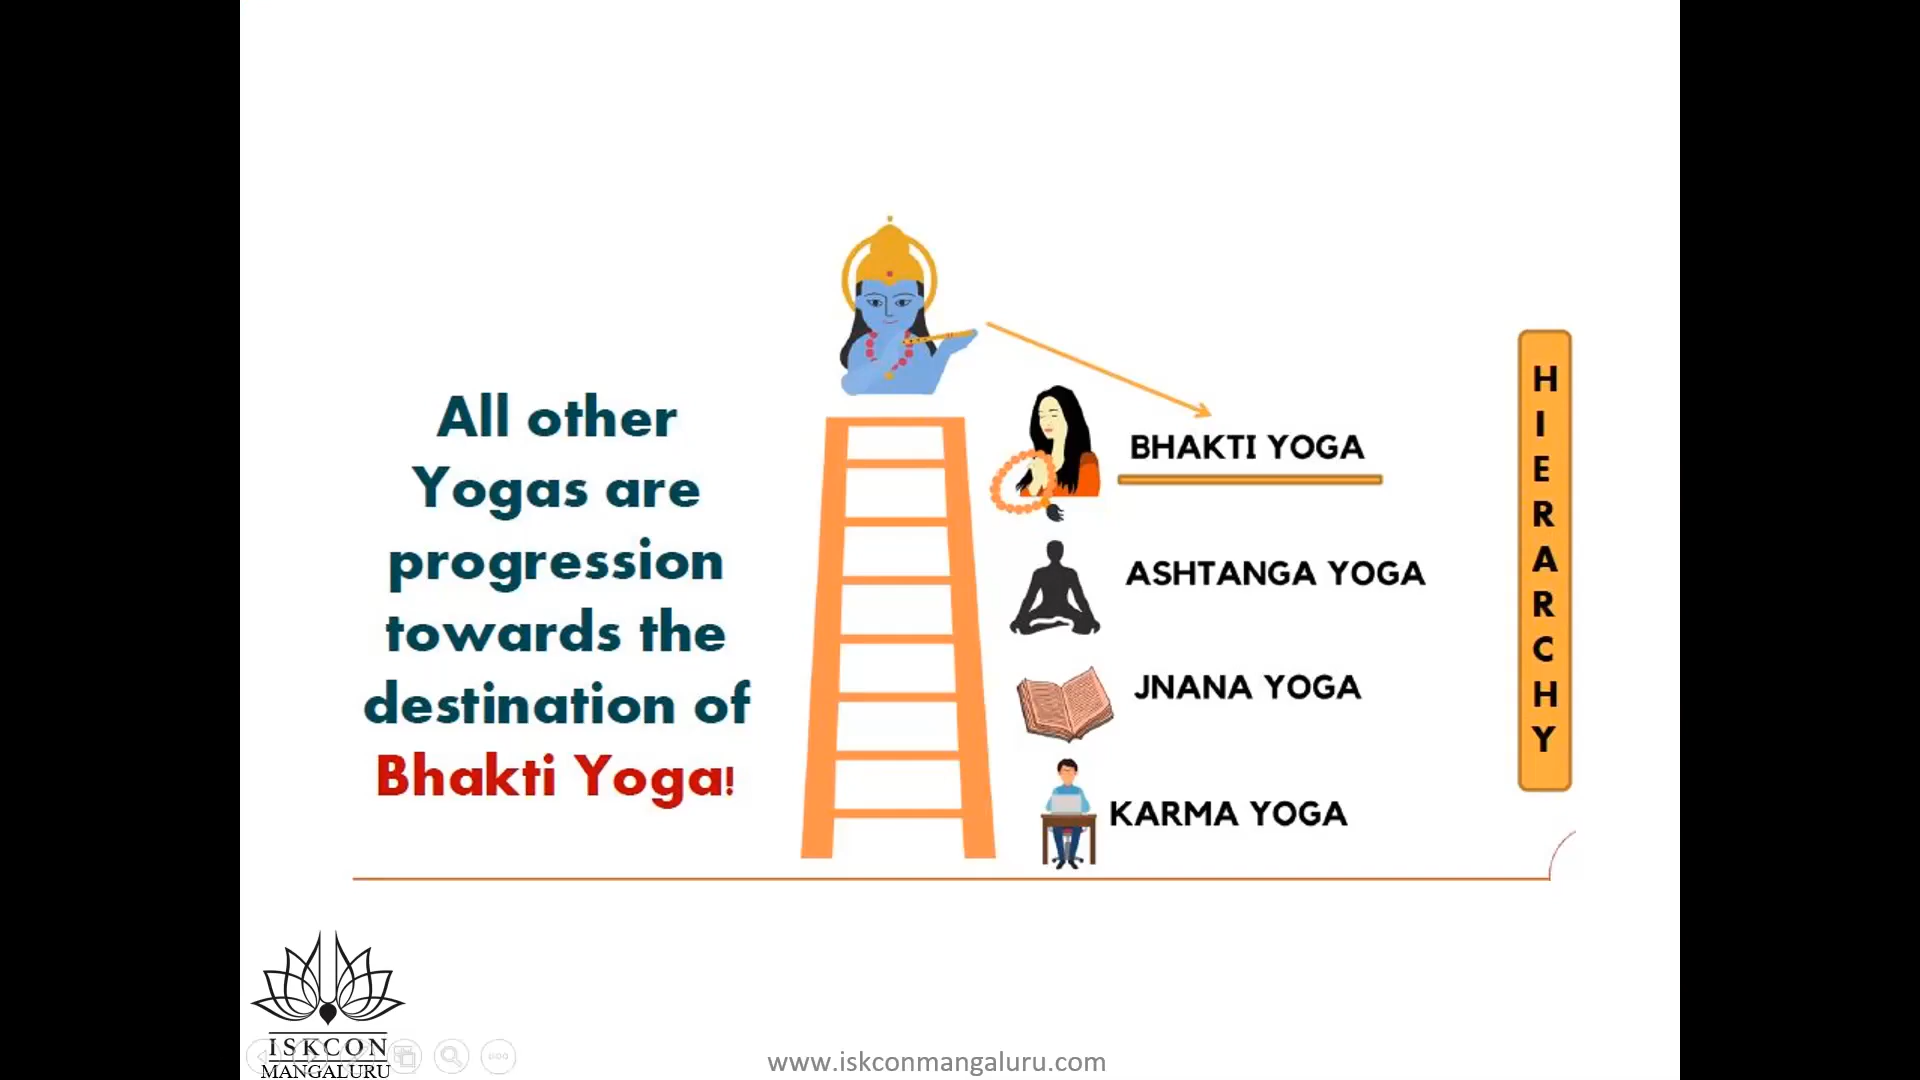 All other
Yogas are
progression
towards the
destination of
Bhakti Yoga!
BHAKTI YOGA
ASHTANGA YOGA
JNANA YOGA
KARMA YOGA
HIERARCHY
ISKCON
MANGALURU
www.iskconmangaluru.com